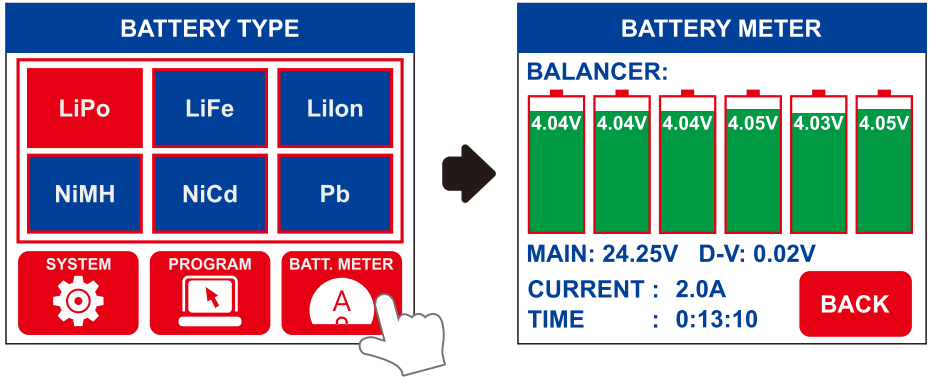 BATTERY TYPE
LiPo LiFe LiIon
NiMH NiCd Pb
SYSTEM PROGRAM BATT. METER
A
BATTERY METER
BALANCER:
4.04V 4.04V 4.04V 4.05V 4.03V 4.05V
MAIN: 24.25V D-V: 0.02V
CURRENT : 2.0A
TIME : 0:13:10
BACK